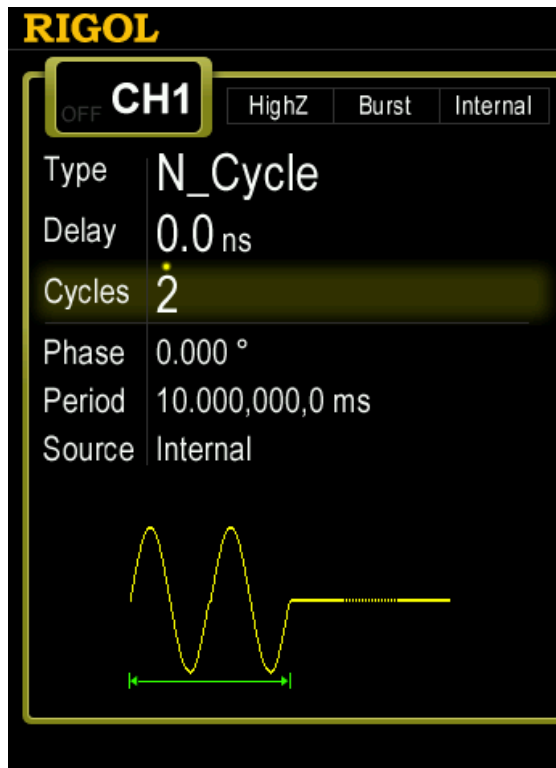 RIGOL
OFF CH1 HighZ Burst Internal
Type N_Cycle
Delay 0.0 ns
Cycles 2
Phase 0.000 °
Period 10.000,000,0 ms
Source Internal